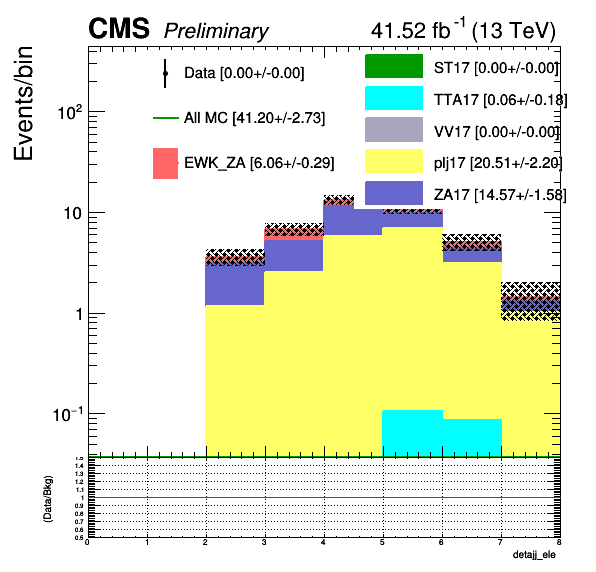 CMS Preliminary 41.52 fb⁻¹ (13 TeV)
Events/bin
10²
10
1
10⁻¹
Data [0.00+/-0.00]
All MC [41.20+/-2.73]
EWK_ZA [6.06+/-0.29]
ST17 [0.00+/-0.00]
TTA17 [0.06+/-0.18]
VV17 [0.00+/-0.00]
plj17 [20.51+/-2.20]
ZA17 [14.57+/-1.58]
(Data/Bkg)
1.5
1.4
1.3
1.2
1.1
1
0.9
0.8
0.7
0.6
0.5
0 1 2 3 4 5 6 7 8
detajj_ele